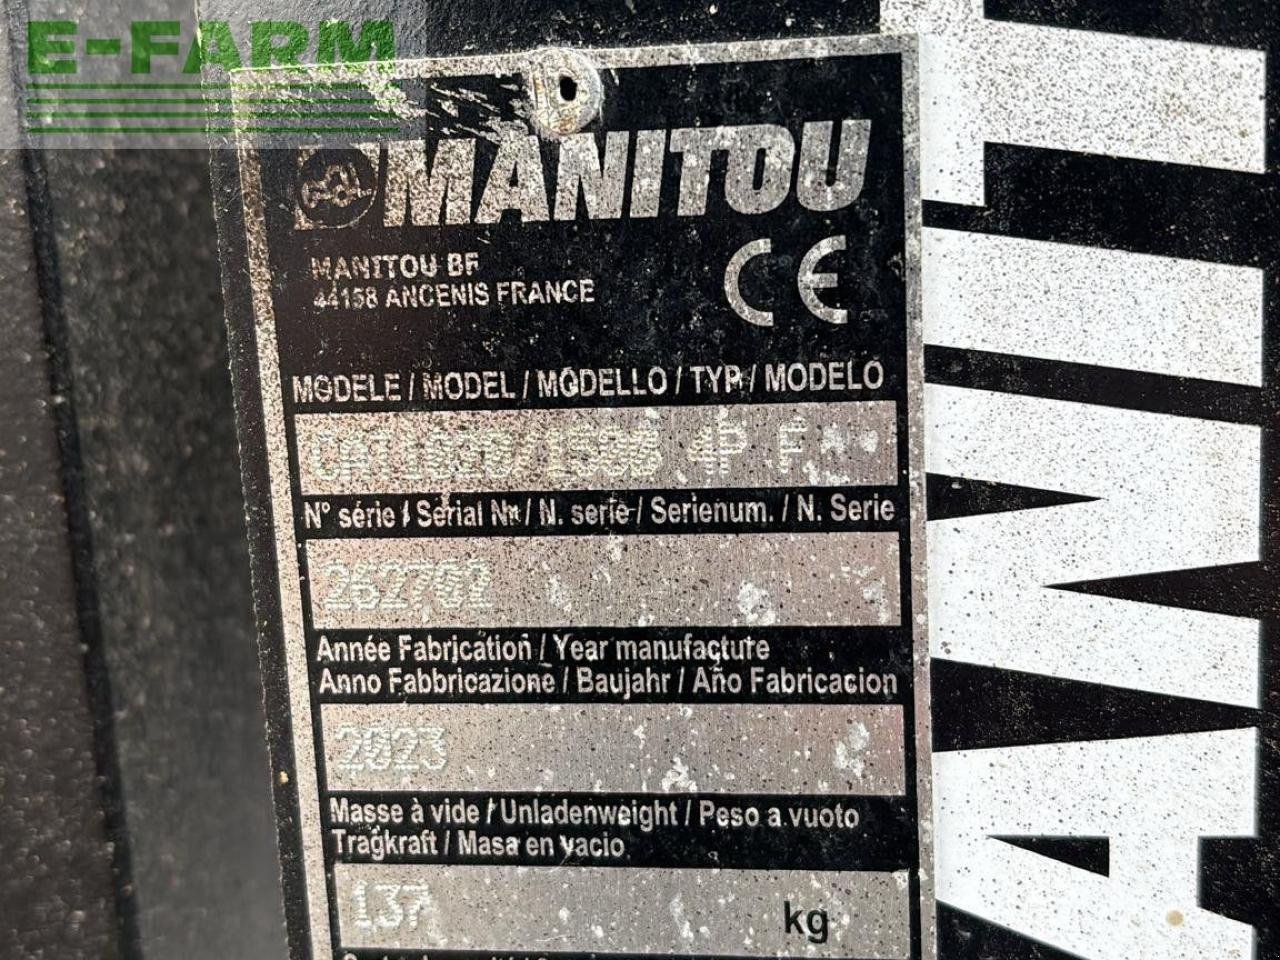 E-FARM
MANITOU
MANITOU BF
44158 ANCENIS FRANCE
CE
MODELE / MODEL / MODELLO / TYP / MODELO
4P
N° série / Serial Nr / N. serie / Serienum. / N. Serie
262702
Année Fabrication / Year manufacture
Anno Fabbricazione / Baujahr / Año Fabricacion
2023
Masse à vide / Unladenweight / Peso a vuoto
Tragkraft / Masa en vacio
137 kg